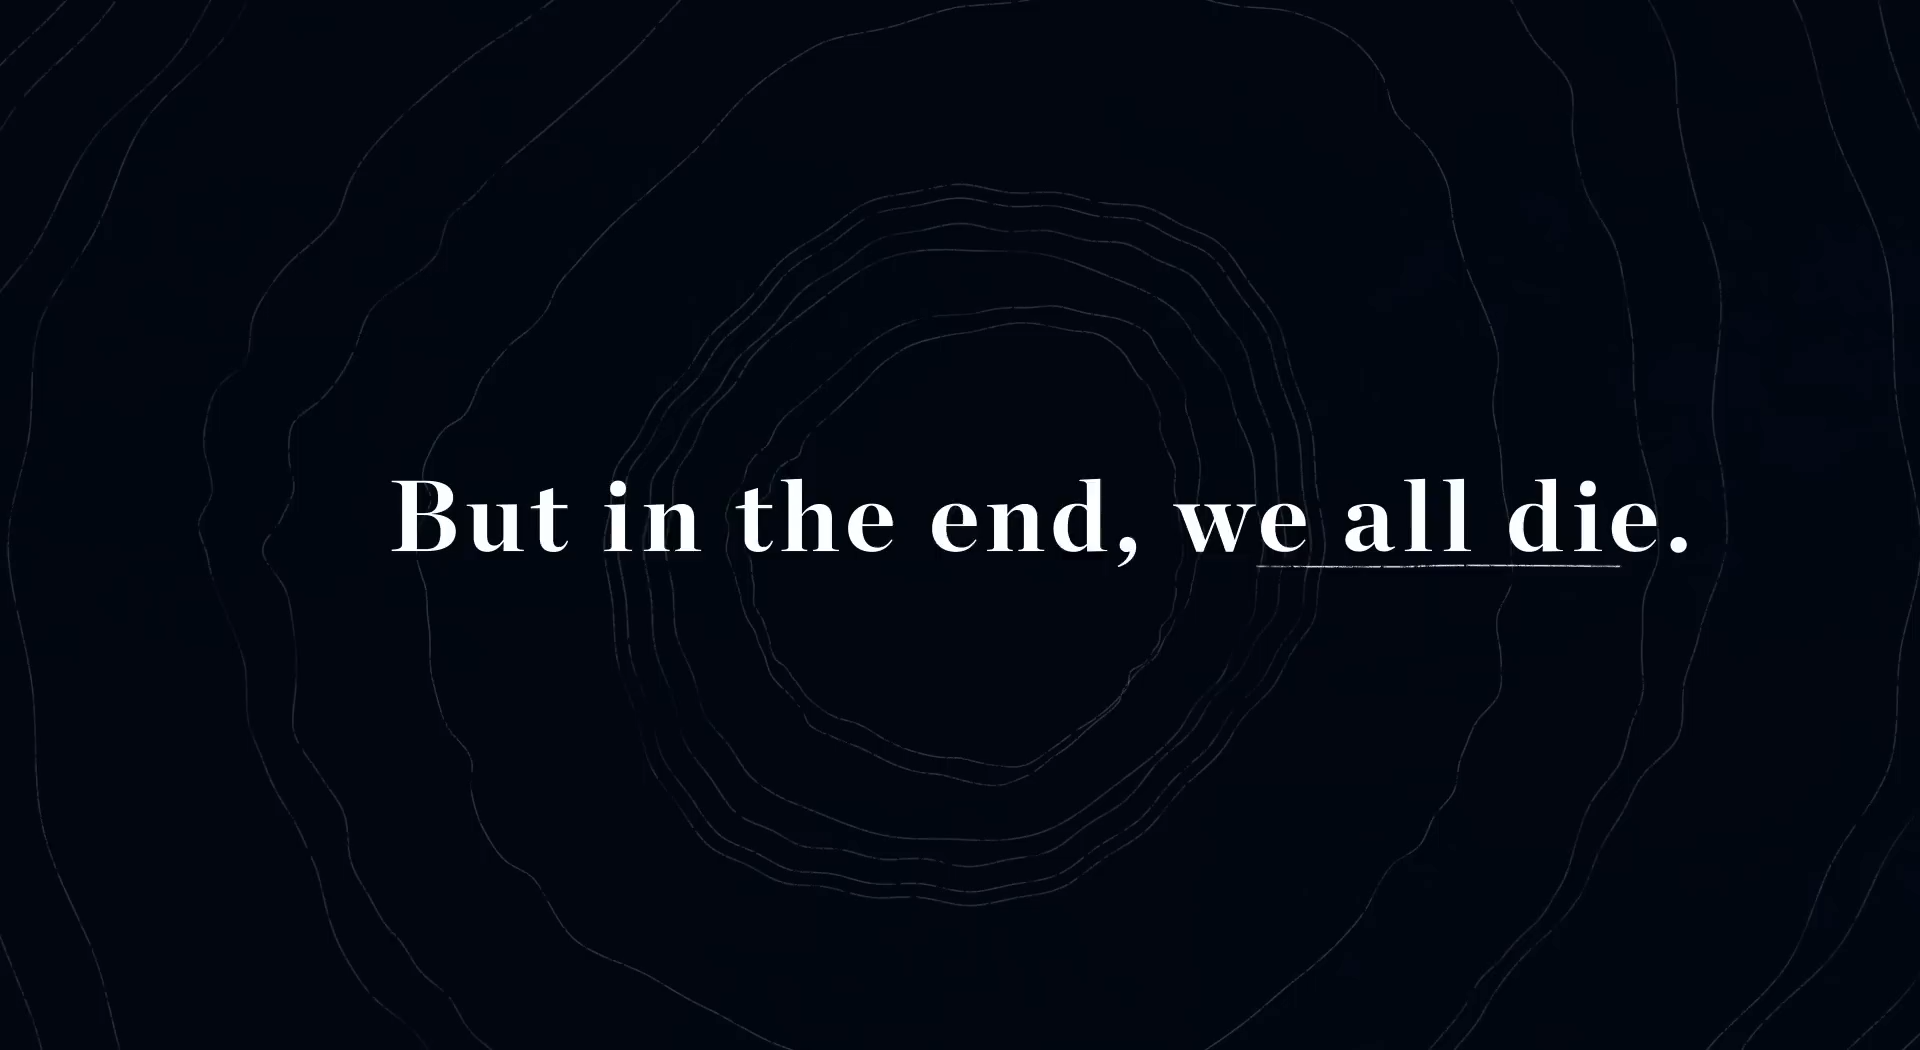 But in the end, we all die.